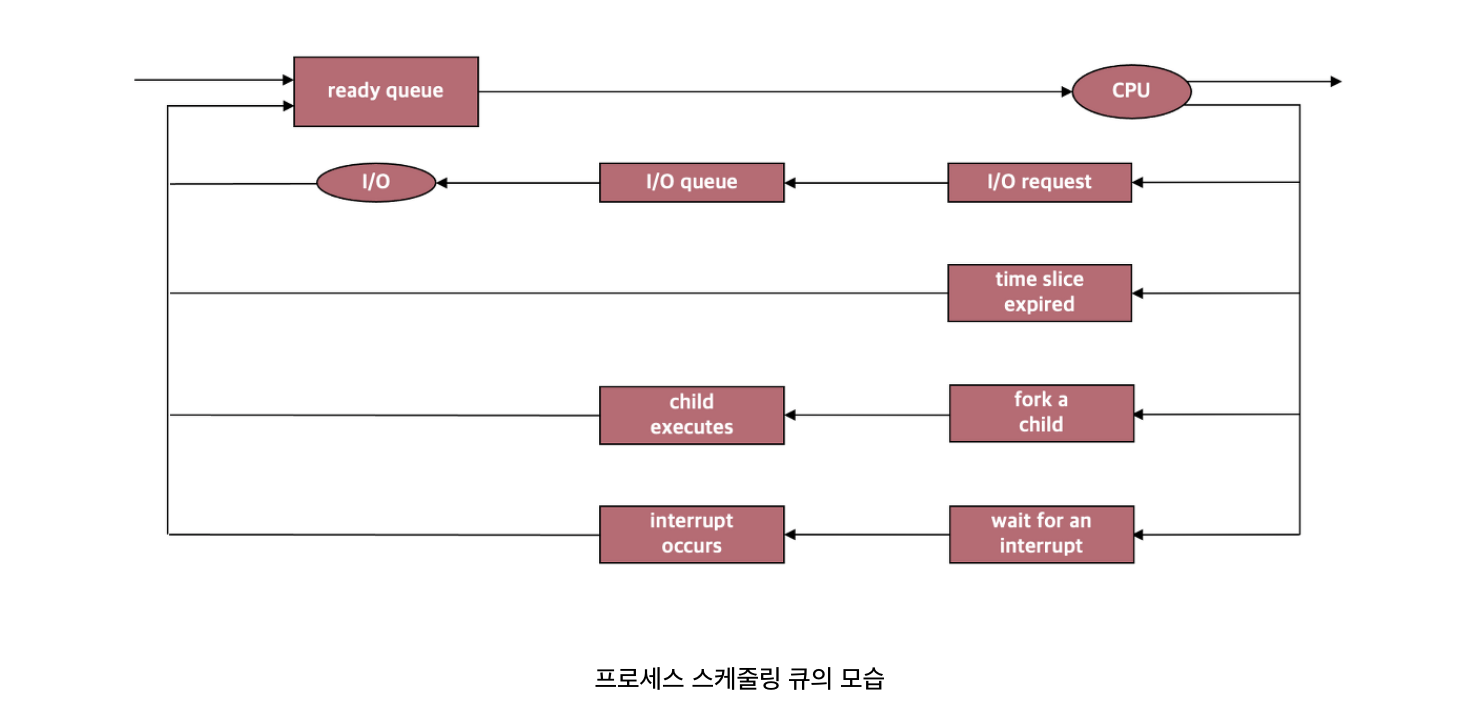 ready queue
CPU
I/O
I/O queue
I/O request
time slice
expired
child
executes
fork a
child
interrupt
occurs
wait for an
interrupt
프로세스 스케줄링 큐의 모습